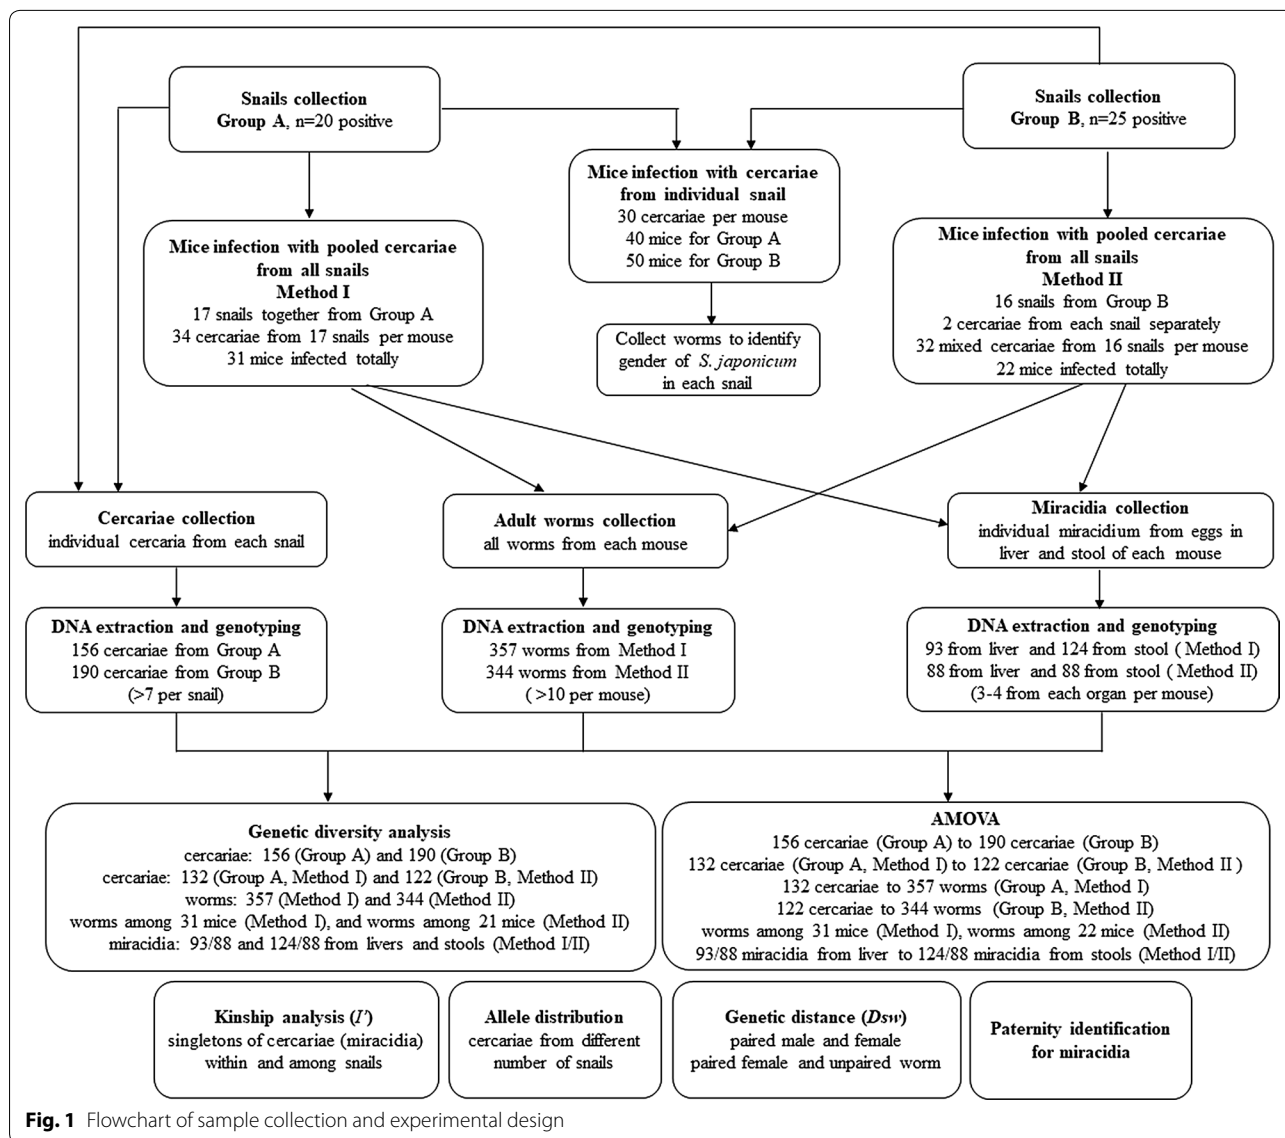 Snails collection
Group A, n=20 positive
Snails collection
Group B, n=25 positive
Mice infection with cercariae
from individual snail
30 cercariae per mouse
40 mice for Group A
50 mice for Group B
Mice infection with pooled cercariae
from all snails
Method I
17 snails together from Group A
34 cercariae from 17 snails per mouse
31 mice infected totally
Mice infection with pooled cercariae
from all snails
Method II
16 snails from Group B
2 cercariae from each snail separately
32 mixed cercariae from 16 snails per mouse
22 mice infected totally
Collect worms to identify
gender of S. japonicum
in each snail
Cercariae collection
individual cercaria from each snail
Adult worms collection
all worms from each mouse
Miracidia collection
individual miracidium from eggs in
liver and stool of each mouse
DNA extraction and genotyping
156 cercariae from Group A
190 cercariae from Group B
(>7 per snail)
DNA extraction and genotyping
357 worms from Method I
344 worms from Method II
( >10 per mouse)
DNA extraction and genotyping
93 from liver and 124 from stool ( Method I)
88 from liver and 88 from stool ( Method II)
(3-4 from each organ per mouse)
Genetic diversity analysis
cercariae: 156 (Group A) and 190 (Group B)
cercariae: 132 (Group A, Method I) and 122 (Group B, Method II)
worms: 357 (Method I) and 344 (Method II)
worms among 31 mice (Method I), and worms among 21 mice (Method II)
miracidia: 93/88 and 124/88 from livers and stools (Method I/II)
AMOVA
156 cercariae (Group A) to 190 cercariae (Group B)
132 cercariae (Group A, Method I) to 122 cercariae (Group B, Method II )
132 cercariae to 357 worms (Group A, Method I)
122 cercariae to 344 worms (Group B, Method II)
worms among 31 mice (Method I), worms among 22 mice (Method II)
93/88 miracidia from liver to 124/88 miracidia from stools (Method I/II)
Kinship analysis (I')
singletons of cercariae (miracidia)
within and among snails
Allele distribution
cercariae from different
number of snails
Genetic distance (Dsw)
paired male and female
paired female and unpaired worm
Paternity identification
for miracidia
Fig. 1 Flowchart of sample collection and experimental design